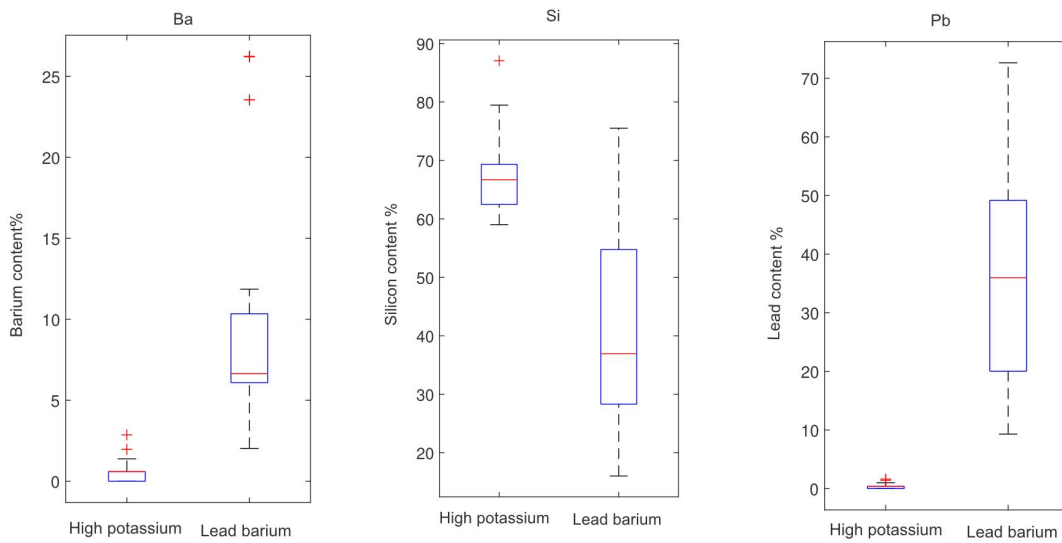 Ba
Barium content%
25
20
15
10
5
0
High potassium
Lead barium
Si
Silicon content %
90
80
70
60
50
40
30
20
High potassium
Lead barium
Pb
Lead content %
70
60
50
40
30
20
10
0
High potassium
Lead barium